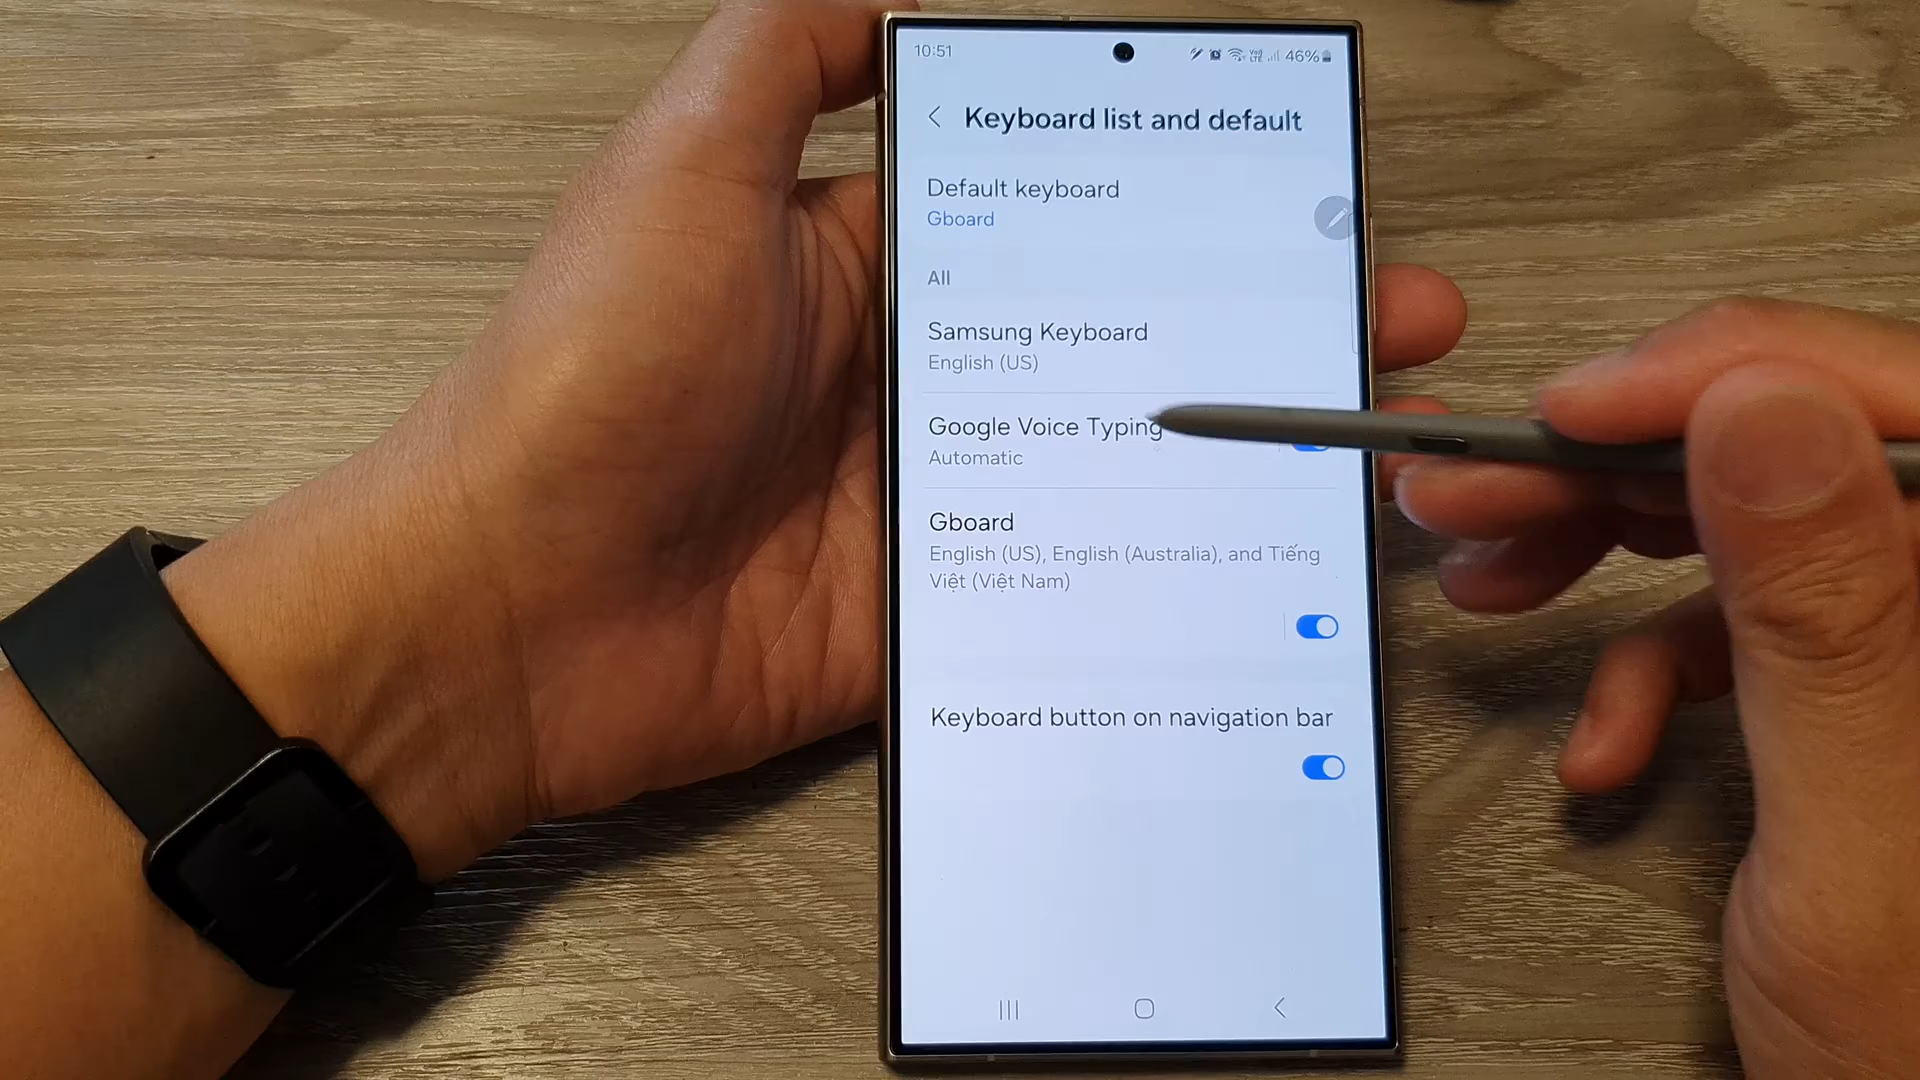 10:51
VoLTE 46%
Keyboard list and default
Default keyboard
Gboard
All
Samsung Keyboard
English (US)
Google Voice Typing
Automatic
Gboard
English (US), English (Australia), and Tiếng
Việt (Việt Nam)
Keyboard button on navigation bar